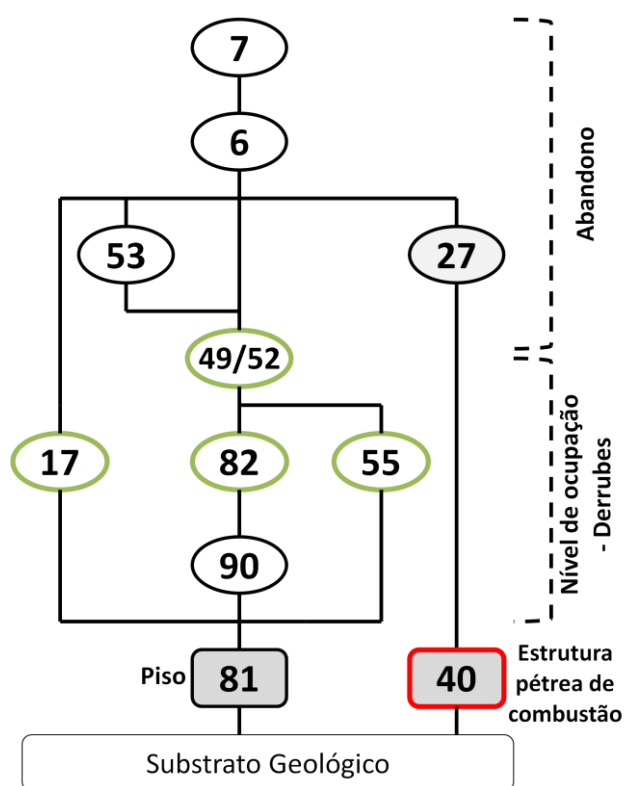 7
6
Abandono
53
27
49/52
17
82
55
Nível de ocupação
- Derrubes
90
Piso
81
40
Estrutura
pétrea de
combustão
Substrato Geológico